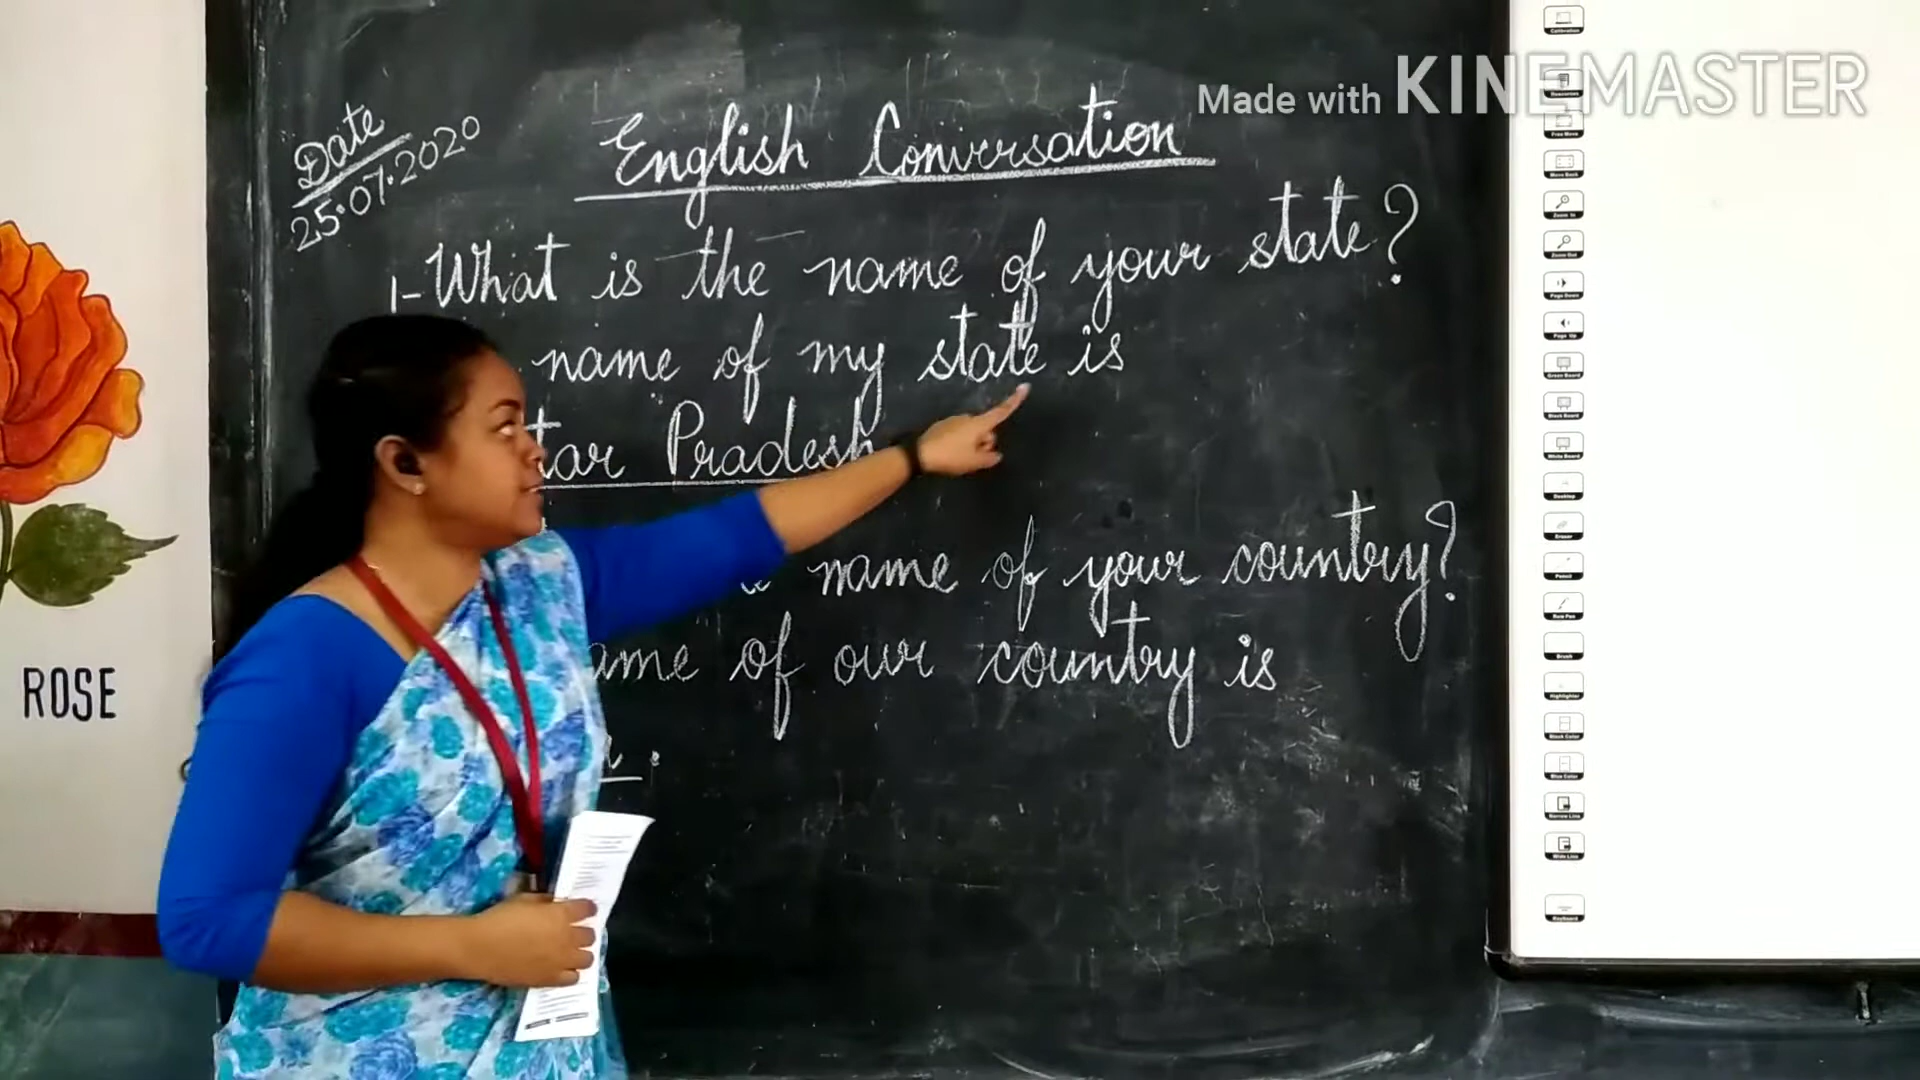 Made with KINEMASTER
Date
25.07.2020
English Conversation
1- What is the name of your state?
name of my state is
tar Pradesh
name of your country?
ame of our country is
ROSE